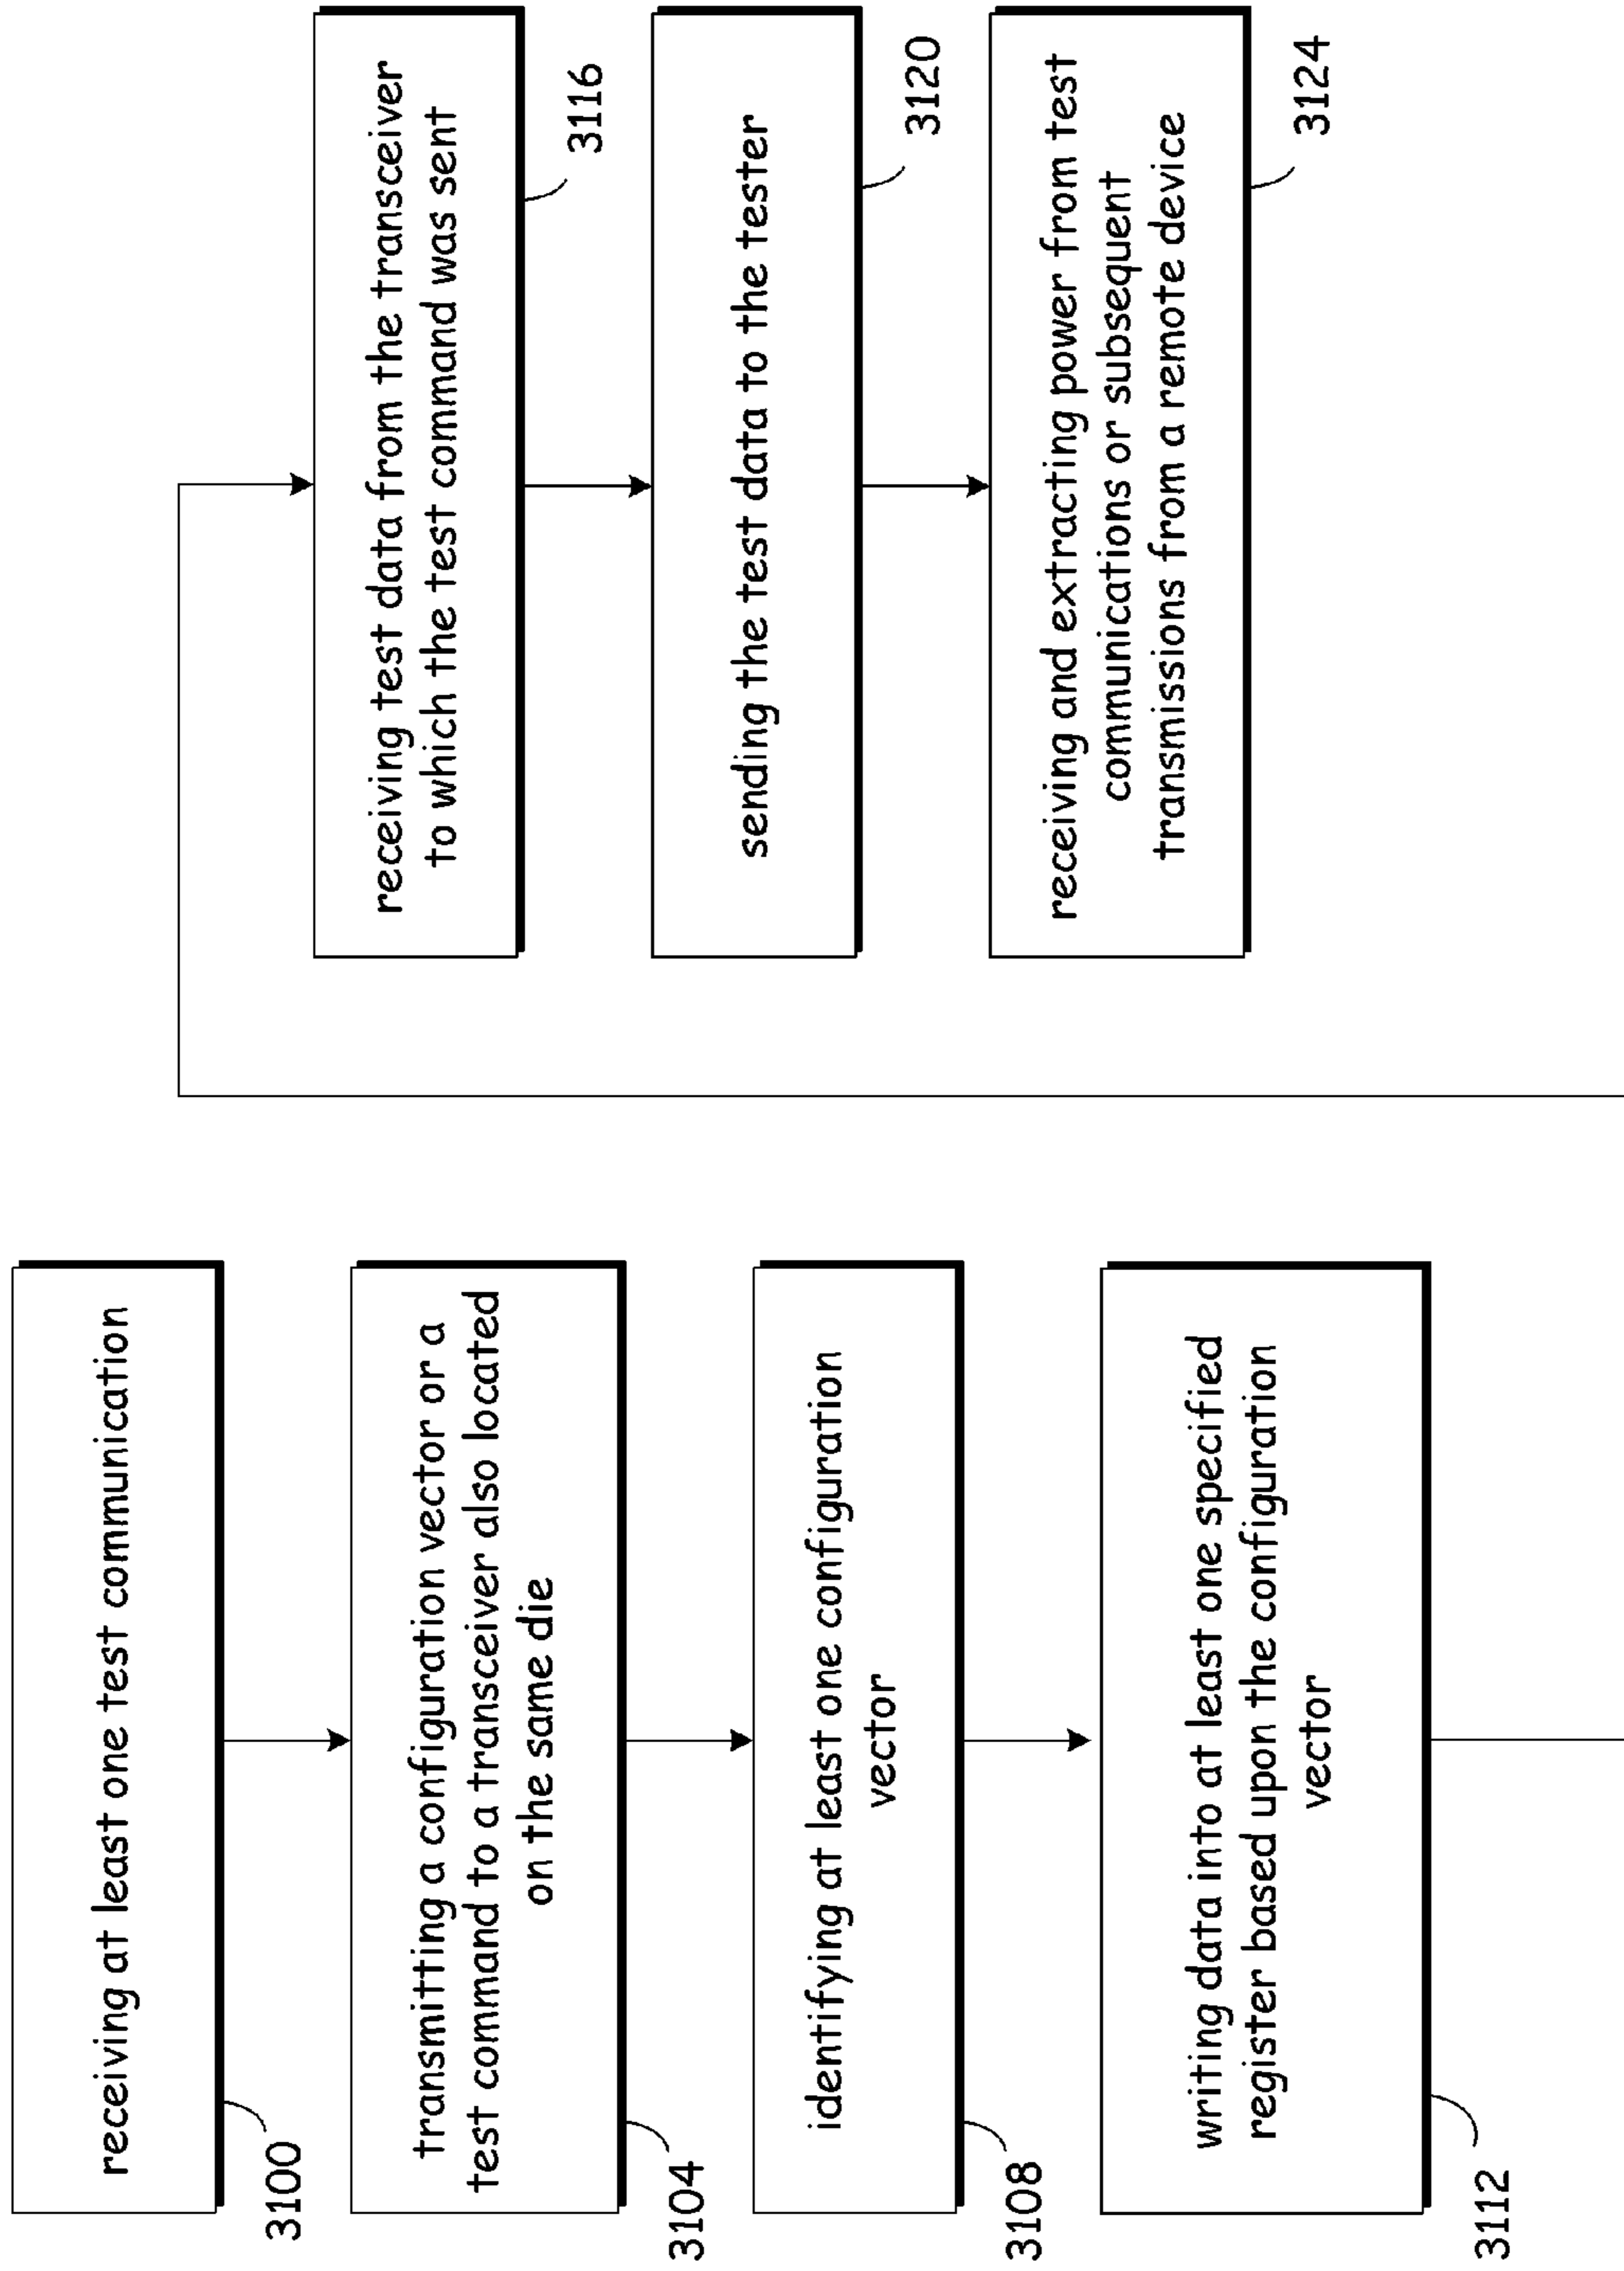 receiving at least one test communication
3100
transmitting a configuration vector or a
test command to a transceiver also located
on the same die
3104
identifying at least one configuration
vector
3108
writing data into at least one specified
register based upon the configuration
vector
3112
receiving test data from the transceiver
to which the test command was sent
3116
sending the test data to the tester
3120
receiving and extracting power from test
communications or subsequent
transmissions from a remote device
3124